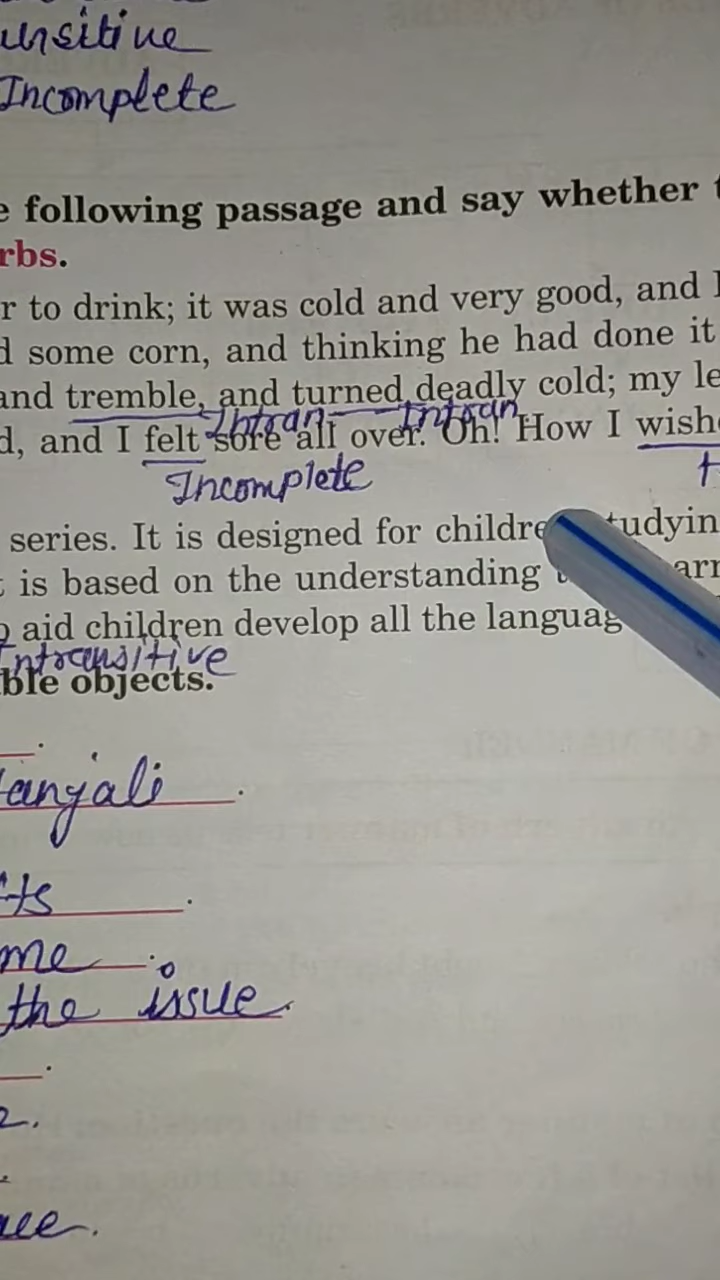 Incomplete
following passage and say whether
rbs.
r to drink; it was cold and very good, and I
some corn, and thinking he had done it
and tremble, and turned deadly cold; my le
Intran Intran
d, and I felt sore all over. Oh! How I wish
Incomplete
series. It is designed for childre tudyin
is based on the understanding
aid children develop all the languag
Intransitive
ble objects.
anjali
cts
me
the issue.
2.